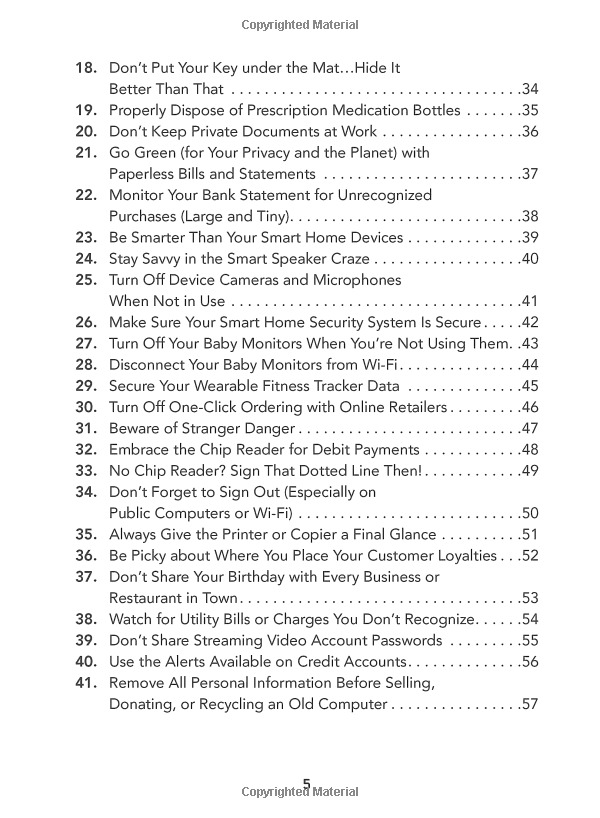 Copyrighted Material
18. Don’t Put Your Key under the Mat…Hide It
Better Than That . . . . . . . . . . . . . . . . . . . . . . . . . . . . . . . . . . .34
19. Properly Dispose of Prescription Medication Bottles . . . . . . .35
20. Don’t Keep Private Documents at Work . . . . . . . . . . . . . . . . .36
21. Go Green (for Your Privacy and the Planet) with
Paperless Bills and Statements . . . . . . . . . . . . . . . . . . . . . . . .37
22. Monitor Your Bank Statement for Unrecognized
Purchases (Large and Tiny). . . . . . . . . . . . . . . . . . . . . . . . . . . .38
23. Be Smarter Than Your Smart Home Devices . . . . . . . . . . . . . .39
24. Stay Savvy in the Smart Speaker Craze . . . . . . . . . . . . . . . . . .40
25. Turn Off Device Cameras and Microphones
When Not in Use . . . . . . . . . . . . . . . . . . . . . . . . . . . . . . . . . . .41
26. Make Sure Your Smart Home Security System Is Secure. . . . .42
27. Turn Off Your Baby Monitors When You’re Not Using Them. .43
28. Disconnect Your Baby Monitors from Wi-Fi. . . . . . . . . . . . . . .44
29. Secure Your Wearable Fitness Tracker Data . . . . . . . . . . . . . .45
30. Turn Off One-Click Ordering with Online Retailers. . . . . . . . .46
31. Beware of Stranger Danger . . . . . . . . . . . . . . . . . . . . . . . . . . .47
32. Embrace the Chip Reader for Debit Payments . . . . . . . . . . . .48
33. No Chip Reader? Sign That Dotted Line Then!. . . . . . . . . . . .49
34. Don’t Forget to Sign Out (Especially on
Public Computers or Wi-Fi) . . . . . . . . . . . . . . . . . . . . . . . . . . .50
35. Always Give the Printer or Copier a Final Glance . . . . . . . . . .51
36. Be Picky about Where You Place Your Customer Loyalties . . .52
37. Don’t Share Your Birthday with Every Business or
Restaurant in Town. . . . . . . . . . . . . . . . . . . . . . . . . . . . . . . . . .53
38. Watch for Utility Bills or Charges You Don’t Recognize. . . . . .54
39. Don’t Share Streaming Video Account Passwords . . . . . . . . .55
40. Use the Alerts Available on Credit Accounts. . . . . . . . . . . . . .56
41. Remove All Personal Information Before Selling,
Donating, or Recycling an Old Computer . . . . . . . . . . . . . . . .57
5
Copyrighted Material